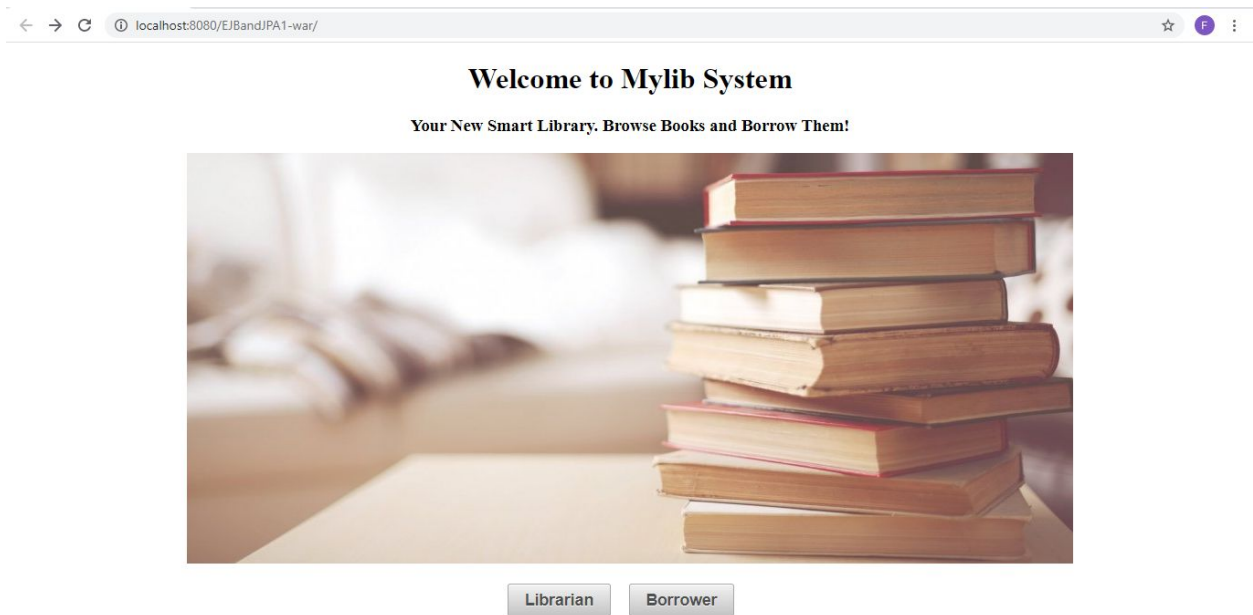 localhost:8080/EJBandJPA1-war/
F
Welcome to Mylib System
Your New Smart Library. Browse Books and Borrow Them!
Librarian Borrower